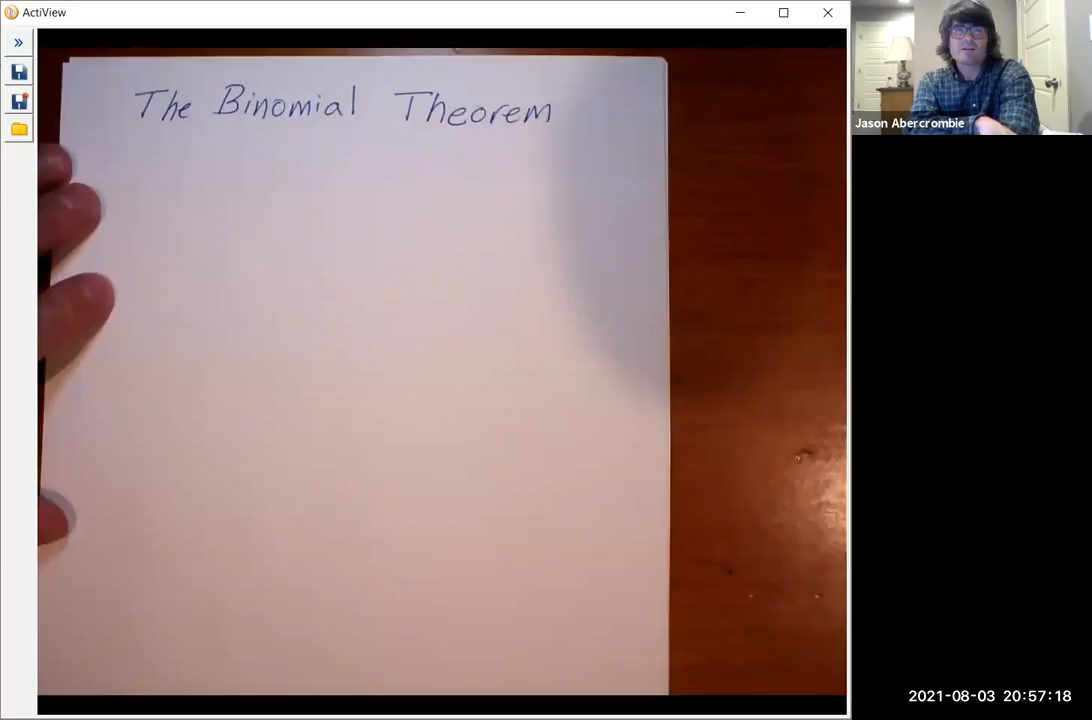 ActiView
The Binomial Theorem
Jason Abercrombie
2021-08-03 20:57:18